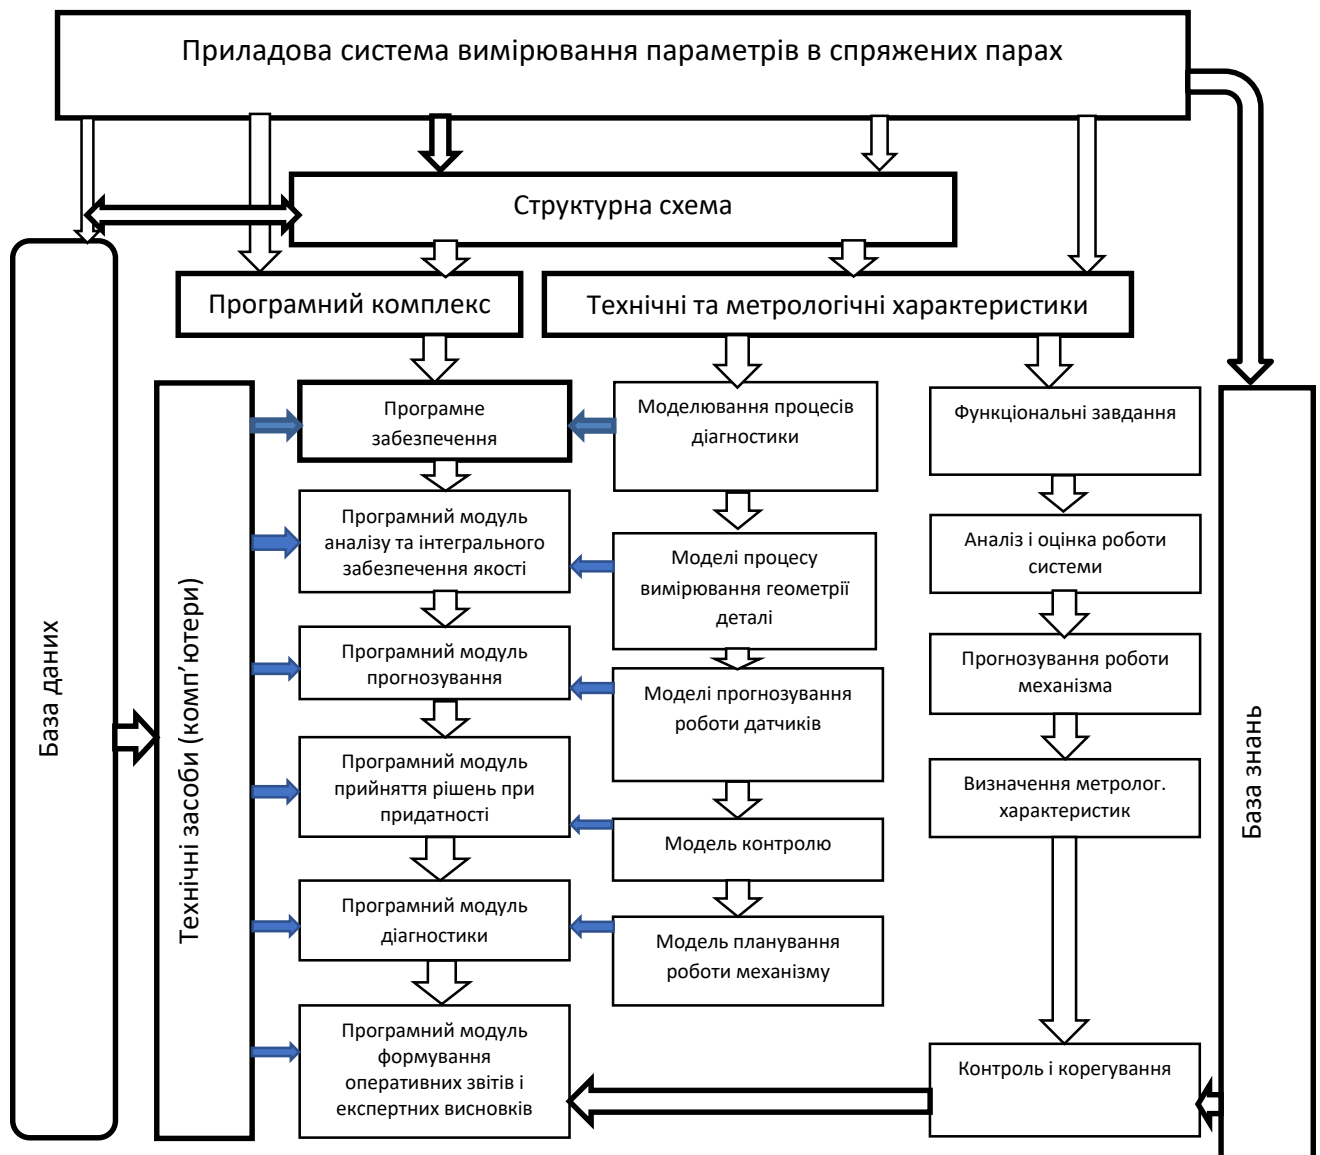 Приладова система вимірювання параметрів в спряжених парах
Структурна схема
Програмний комплекс
Технічні та метрологічні характеристики
База даних
Технічні засоби (комп’ютери)
Програмне
забезпечення
Програмний модуль
аналізу та інтегрального
забезпечення якості
Програмний модуль
прогнозування
Програмний модуль
прийняття рішень при
придатності
Програмний модуль
діагностики
Програмний модуль
формування
оперативних звітів і
експертних висновків
Моделювання процесів
діагностики
Моделі процесу
вимірювання геометрії
деталі
Моделі прогнозування
роботи датчиків
Модель контролю
Модель планування
роботи механізму
Функціональні завдання
Аналіз і оцінка роботи
системи
Прогнозування роботи
механізма
Визначення метролог.
характеристик
Контроль і корегування
База знань